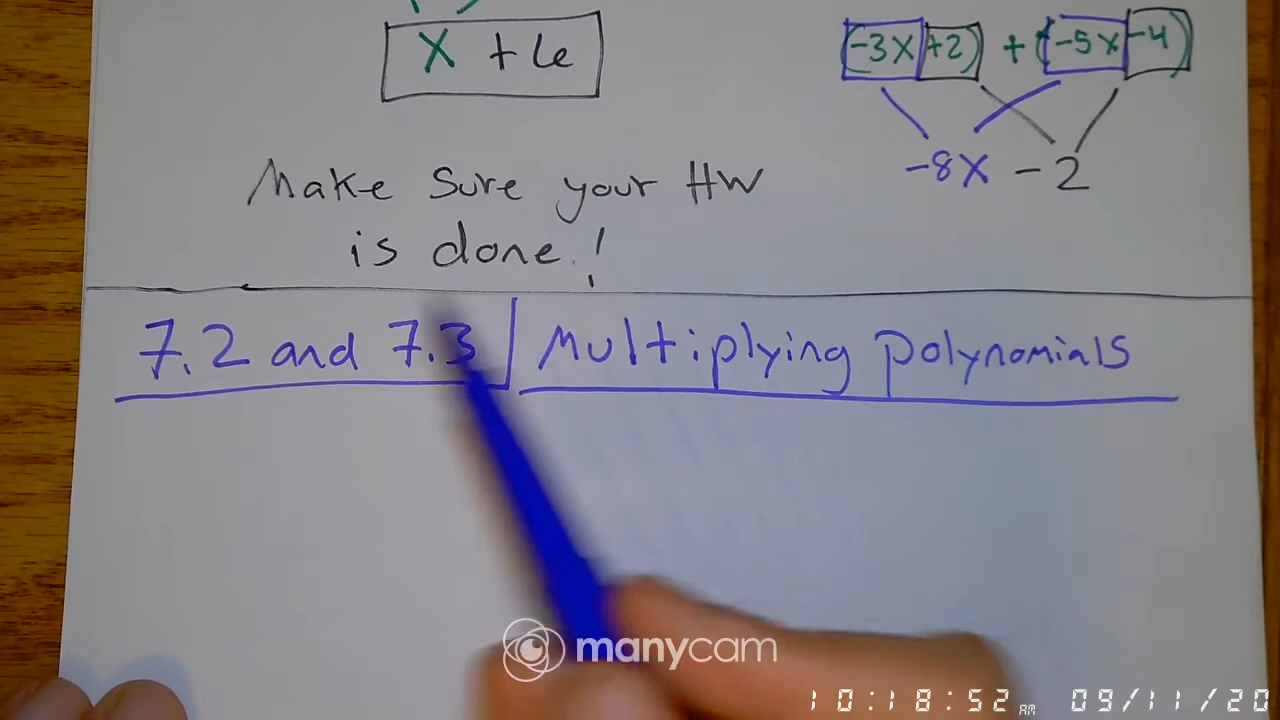 x + 6
(-3x +2) + (-5x -4)
-8x - 2
Make sure your HW
is done!
7.2 and 7.3 | Multiplying polynomials
manycam
10:18:52 AM 09/11/20